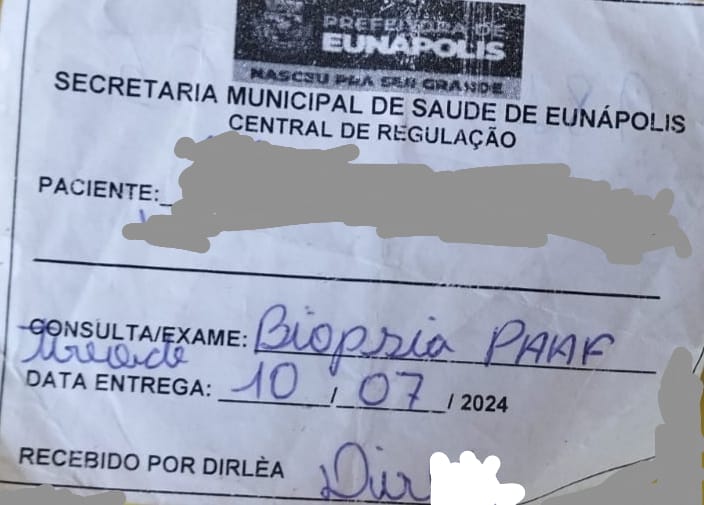 PREFEITURA DE
EUNÁPOLIS
NASCEU PRA SER GRANDE
SECRETARIA MUNICIPAL DE SAUDE DE EUNÁPOLIS
CENTRAL DE REGULAÇÃO
PACIENTE:
CONSULTA/EXAME: Biopsia PAAF
DATA ENTREGA: 10 / 07 / 2024
RECEBIDO POR DIRLÈA